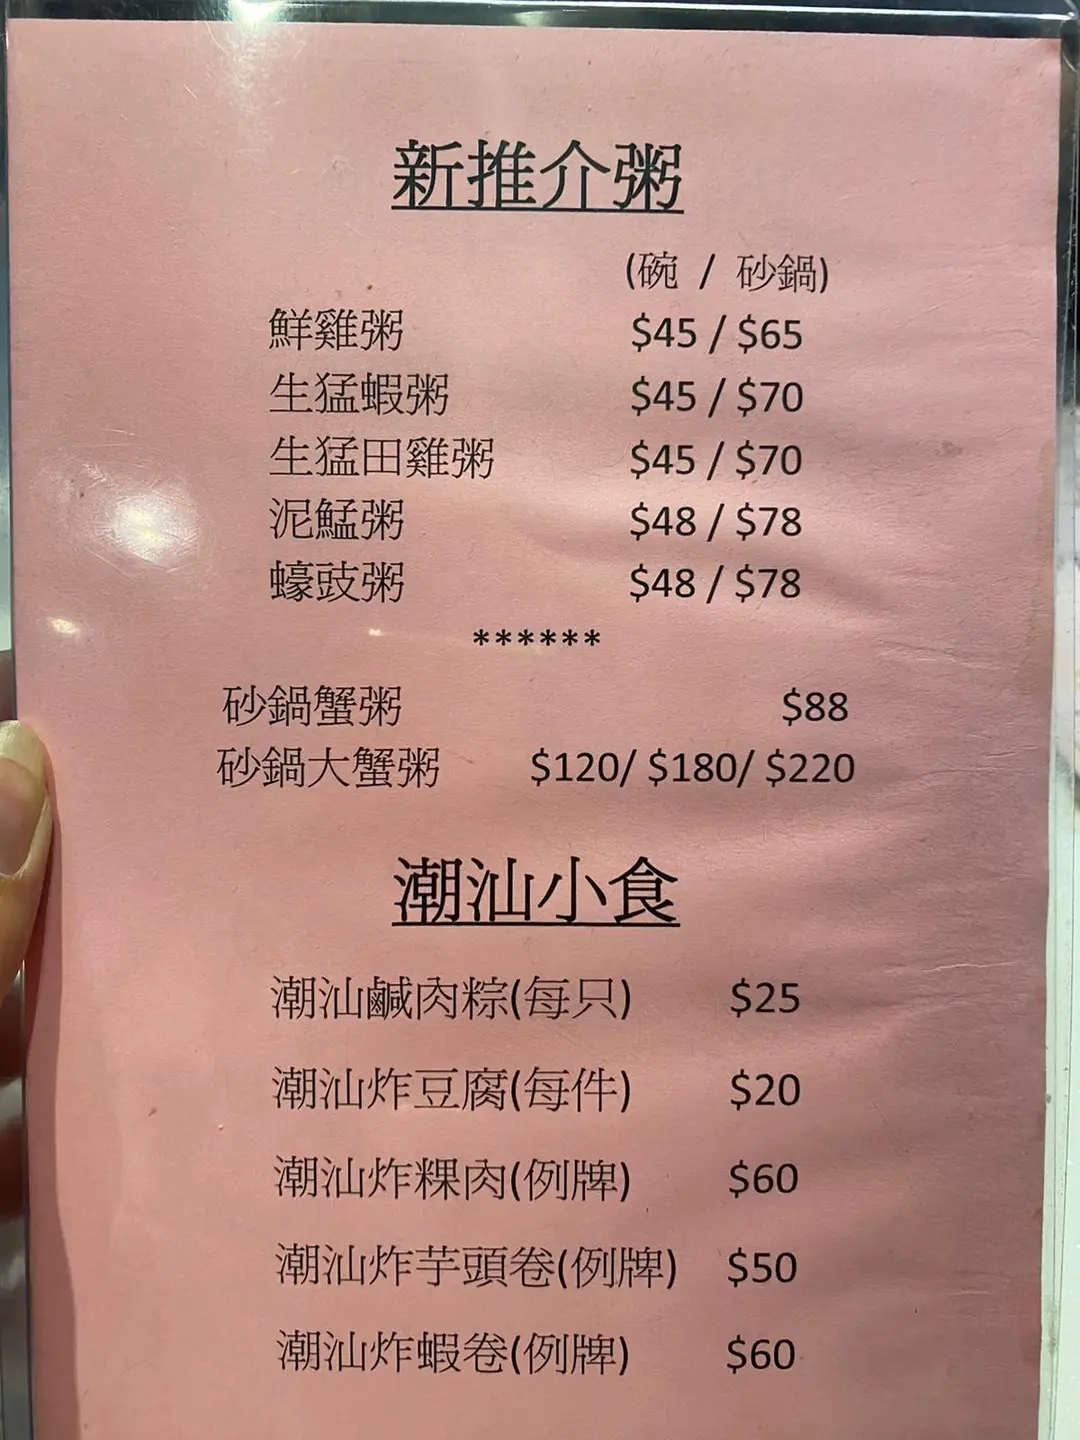 新推介粥
(碗 / 砂鍋)
鮮雞粥 $45 / $65
生猛蝦粥 $45 / $70
生猛田雞粥 $45 / $70
泥鯭粥 $48 / $78
蠔豉粥 $48 / $78
******
砂鍋蟹粥 $88
砂鍋大蟹粥 $120/ $180/ $220
潮汕小食
潮汕鹹肉粽(每只) $25
潮汕炸豆腐(每件) $20
潮汕炸粿肉(例牌) $60
潮汕炸芋頭卷(例牌) $50
潮汕炸蝦卷(例牌) $60